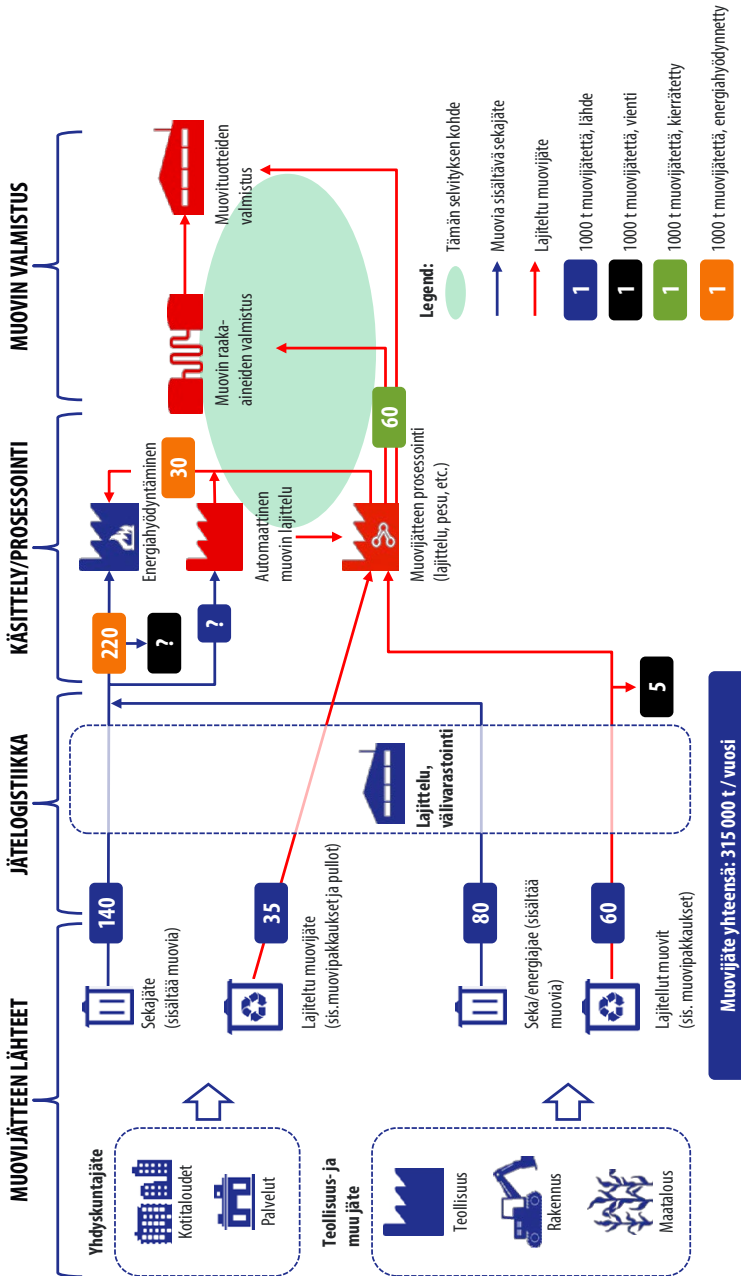 MUOVIJÄTTEEN LÄHTEET
JÄTELOGISTIIKKA
KÄSITTELY/PROSESSOINTI
MUOVIN VALMISTUS
Yhdyskuntajäte
Kotitaloudet
Palvelut
Teollisuus- ja
muu jäte
Teollisuus
Rakennus
Maatalous
Sekajäte
(sisältää muovia)
140
Lajiteltu muovijäte
(sis.muovipakkaukset ja pullot)
35
Seka/energiajae (sisältää
muovia)
80
Lajitellut muovit
(sis. muovipakkaukset)
60
Lajittelu,
välivarastointi
220
?
?
5
Energiahyödyntäminen
30
Automaattinen
muovin lajittelu
Muovijätteen prosessointi
(lajittelu, pesu, etc.)
60
Muovin raaka-
aineiden valmistus
Muovituotteiden
valmistus
Legend:
Tämän selvityksen kohde
Muovia sisältävä sekajäte
Lajiteltu muovijäte
1 1000 t muovijätettä, lähde
1 1000 t muovijätettä, vienti
1 1000 t muovijätettä, kierrätetty
1 1000 t muovijätettä, energiahyödynnetty
Muovijäte yhteensä: 315 000 t / vuosi